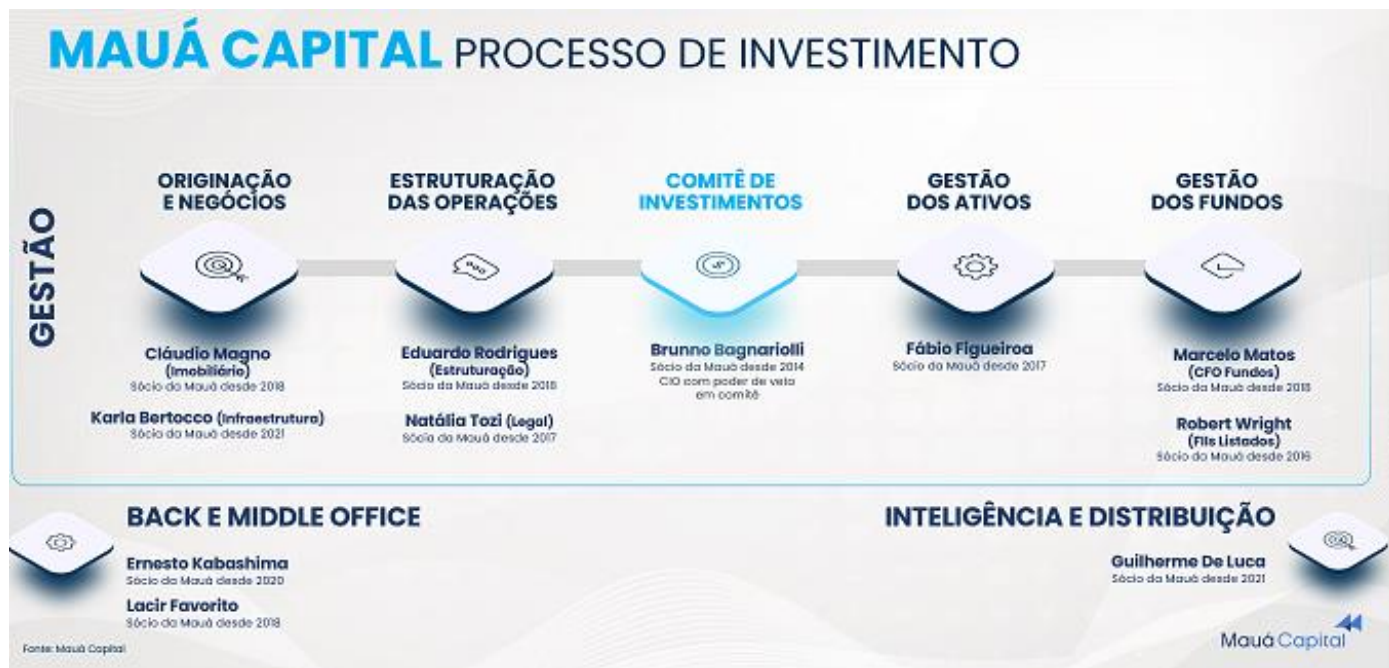 MAUÁ CAPITAL PROCESSO DE INVESTIMENTO
GESTÃO
ORIGINAÇÃO
E NEGÓCIOS
Cláudio Magno
(Imobiliário)
Sócio da Mauá desde 2018
Karla Bertocco (Infraestrutura)
Sócio da Mauá desde 2021
ESTRUTURAÇÃO
DAS OPERAÇÕES
Eduardo Rodrigues
(Estruturação)
Sócio da Mauá desde 2018
Natália Tozi (Legal)
Sócia da Mauá desde 2017
COMITÊ DE
INVESTIMENTOS
Brunno Bagnariolli
Sócio da Mauá desde 2014
CIO com poder de veto
em comitê
GESTÃO
DOS ATIVOS
Fábio Figueiroa
Sócio da Mauá desde 2017
GESTÃO
DOS FUNDOS
Marcelo Matos
(CFO Fundos)
Sócio da Mauá desde
Robert Wright
(FIIs Listados)
Sócio da Mauá desde 2016
BACK E MIDDLE OFFICE
Ernesto Kabashima
Sócio da Mauá desde 2020
Lacir Favorito
Sócio da Mauá desde 2018
INTELIGÊNCIA E DISTRIBUIÇÃO
Guilherme De Luca
Sócio da Mauá desde 2021
Fonte: Mauá Capital
Mauá Capital